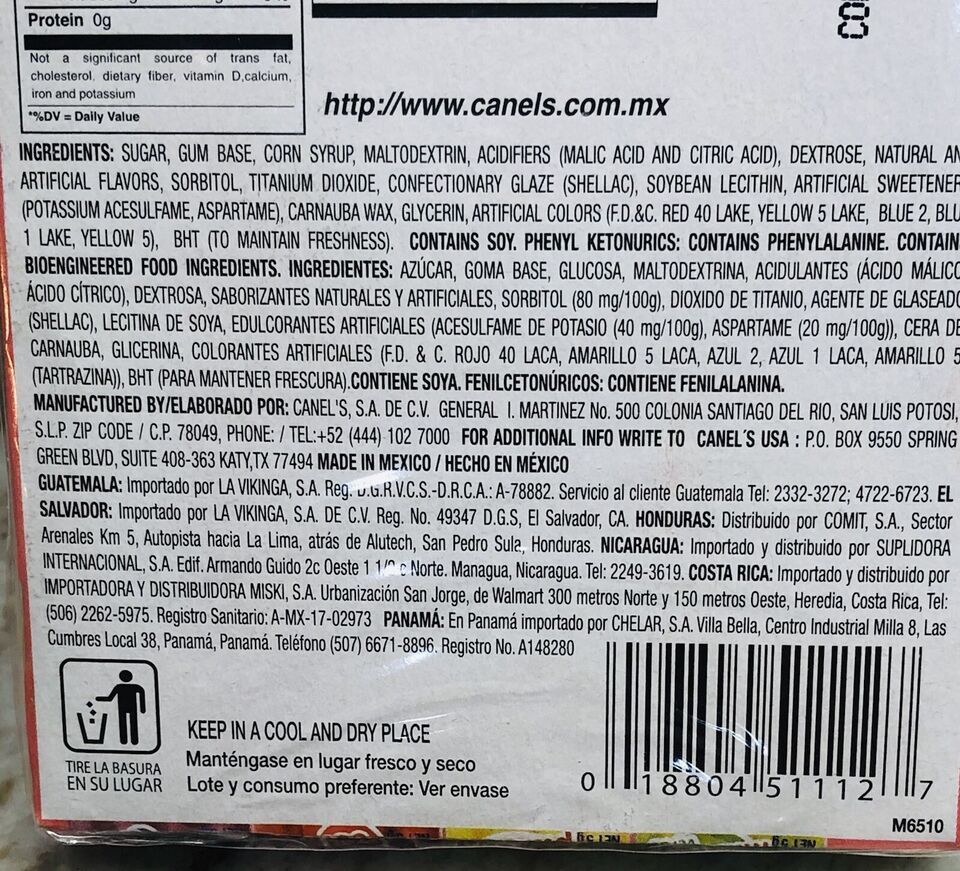 Protein 0g
Not a significant source of trans fat,
cholesterol, dietary fiber, vitamin D,calcium,
iron and potassium
*%DV = Daily Value
http://www.canels.com.mx
INGREDIENTS: SUGAR, GUM BASE, CORN SYRUP, MALTODEXTRIN, ACIDIFIERS (MALIC ACID AND CITRIC ACID), DEXTROSE, NATURAL AN
ARTIFICIAL FLAVORS, SORBITOL, TITANIUM DIOXIDE, CONFECTIONARY GLAZE (SHELLAC), SOYBEAN LECITHIN, ARTIFICIAL SWEETENER
(POTASSIUM ACESULFAME, ASPARTAME), CARNAUBA WAX, GLYCERIN, ARTIFICIAL COLORS (F.D.&C. RED 40 LAKE, YELLOW 5 LAKE, BLUE 2, BLU
1 LAKE, YELLOW 5), BHT (TO MAINTAIN FRESHNESS). CONTAINS SOY. PHENYL KETONURICS: CONTAINS PHENYLALANINE. CONTAIN
BIOENGINEERED FOOD INGREDIENTS. INGREDIENTES: AZÚCAR, GOMA BASE, GLUCOSA, MALTODEXTRINA, ACIDULANTES (ÁCIDO MÁLICO
ÁCIDO CÍTRICO), DEXTROSA, SABORIZANTES NATURALES Y ARTIFICIALES, SORBITOL (80 mg/100g), DIOXIDO DE TITANIO, AGENTE DE GLASEADO
(SHELLAC), LECITINA DE SOYA, EDULCORANTES ARTIFICIALES (ACESULFAME DE POTASIO (40 mg/100g), ASPARTAME (20 mg/100g)), CERA DE
CARNAUBA, GLICERINA, COLORANTES ARTIFICIALES (F.D. & C. ROJO 40 LACA, AMARILLO 5 LACA, AZUL 2, AZUL 1 LACA, AMARILLO 5
(TARTRAZINA)), BHT (PARA MANTENER FRESCURA).CONTIENE SOYA. FENILCETONÚRICOS: CONTIENE FENILALANINA.
MANUFACTURED BY/ELABORADO POR: CANEL'S, S.A. DE C.V. GENERAL I. MARTINEZ No. 500 COLONIA SANTIAGO DEL RIO, SAN LUIS POTOSI,
S.L.P. ZIP CODE / C.P. 78049, PHONE: / TEL:+52 (444) 102 7000 FOR ADDITIONAL INFO WRITE TO CANEL´S USA : P.O. BOX 9550 SPRING
GREEN BLVD, SUITE 408-363 KATY,TX 77494 MADE IN MEXICO / HECHO EN MÉXICO
GUATEMALA: Importado por LA VIKINGA, S.A. Reg. D.G.R.V.C.S.-D.R.C.A.: A-78882. Servicio al cliente Guatemala Tel: 2332-3272; 4722-6723. EL
SALVADOR: Importado por LA VIKINGA, S.A. DE C.V. Reg. No. 49347 D.G.S, El Salvador, CA. HONDURAS: Distribuido por COMIT, S.A., Sector
Arenales Km 5, Autopista hacia La Lima, atrás de Alutech, San Pedro Sula, Honduras. NICARAGUA: Importado y distribuido por SUPLIDORA
INTERNACIONAL, S.A. Edif. Armando Guido 2c Oeste 1 1/2 c Norte. Managua, Nicaragua. Tel: 2249-3619. COSTA RICA: Importado y distribuido por
IMPORTADORA Y DISTRIBUIDORA MISKI, S.A. Urbanización San Jorge, de Walmart 300 metros Norte y 150 metros Oeste, Heredia, Costa Rica, Tel:
(506) 2262-5975. Registro Sanitario: A-MX-17-02973 PANAMÁ: En Panamá importado por CHELAR, S.A. Villa Bella, Centro Industrial Milla 8, Las
Cumbres Local 38, Panamá, Panamá. Teléfono (507) 6671-8896. Registro No. A148280
TIRE LA BASURA
EN SU LUGAR
KEEP IN A COOL AND DRY PLACE
Manténgase en lugar fresco y seco
Lote y consumo preferente: Ver envase
0 18804 51112 7
M6510